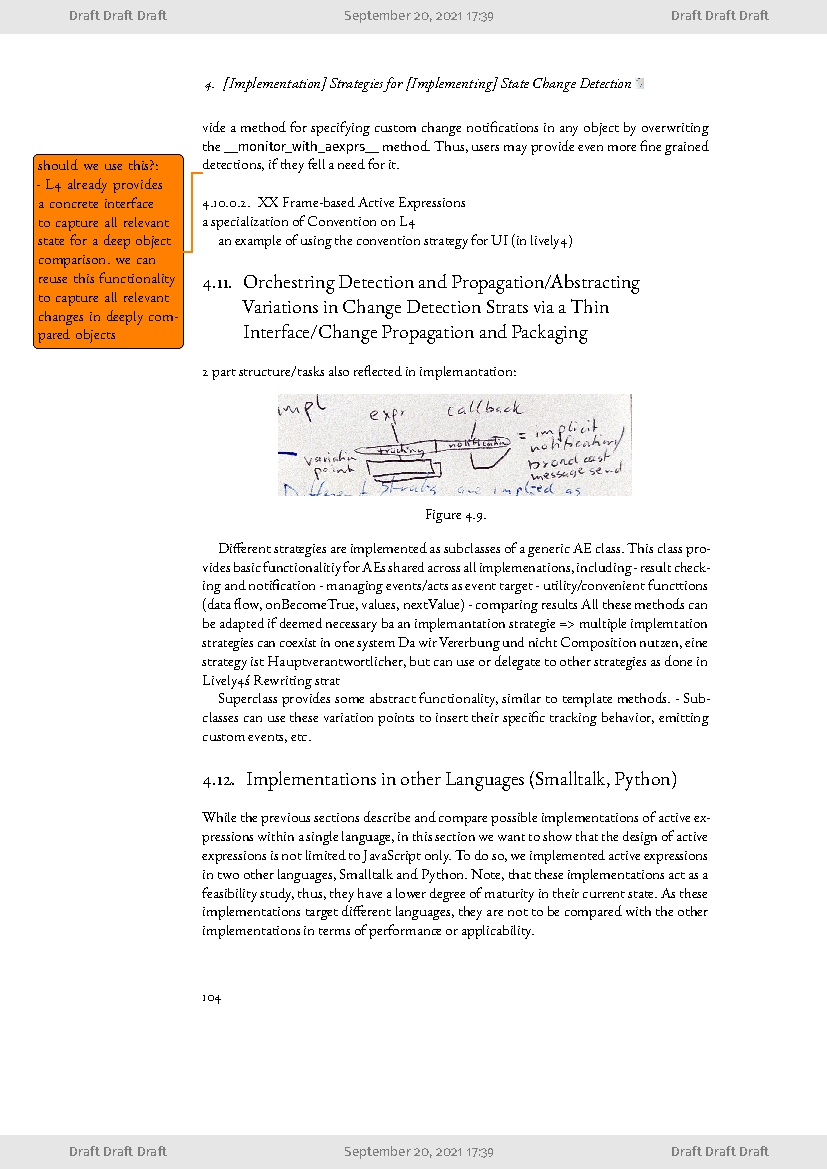 Draft Draft Draft September 20, 2021 17:39 Draft Draft Draft
4. [Implementation] Strategies for [Implementing] State Change Detection
vide a method for specifying custom change notifications in any object by overwriting
the __monitor_with_aexprs__ method. Thus, users may provide even more fine grained
detections, if they fell a need for it.
should we use this?:
- L4 already provides
a concrete interface
to capture all relevant
state for a deep object
comparison. we can
reuse this functionality
to capture all relevant
changes in deeply com-
pared objects
4.10.0.2. XX Frame-based Active Expressions
a specialization of Convention on L4
an example of using the convention strategy for UI (in lively4)
4.11. Orchestring Detection and Propagation/Abstracting
Variations in Change Detection Strats via a Thin
Interface/Change Propagation and Packaging
2 part structure/tasks also reflected in implemantation:
impl
expr callback
tracking notification
= implicit
notification/
broadcast
message send
variation
point
Different strats are implied as
Figure 4.9.
Different strategies are implemented as subclasses of a generic AE class. This class pro-
vides basic functionalitiy for AEs shared across all implemenations, including - result check-
ing and notification - managing events/acts as event target - utility/convenient functtions
(data flow, onBecomeTrue, values, nextValue) - comparing results All these methods can
be adapted if deemed necessary ba an implemantation strategie => multiple implemtation
strategies can coexist in one system Da wir Vererbung und nicht Composition nutzen, eine
strategy ist Hauptverantwortlicher, but can use or delegate to other strategies as done in
Lively4ś Rewriting strat
Superclass provides some abstract functionality, similar to template methods. - Sub-
classes can use these variation points to insert their specific tracking behavior, emitting
custom events, etc.
4.12. Implementations in other Languages (Smalltalk, Python)
While the previous sections describe and compare possible implementations of active ex-
pressions within a single language, in this section we want to show that the design of active
expressions is not limited to JavaScript only. To do so, we implemented active expressions
in two other languages, Smalltalk and Python. Note, that these implementations act as a
feasibility study, thus, they have a lower degree of maturity in their current state. As these
implementations target different languages, they are not to be compared with the other
implementations in terms of performance or applicability.
104
Draft Draft Draft September 20, 2021 17:39 Draft Draft Draft